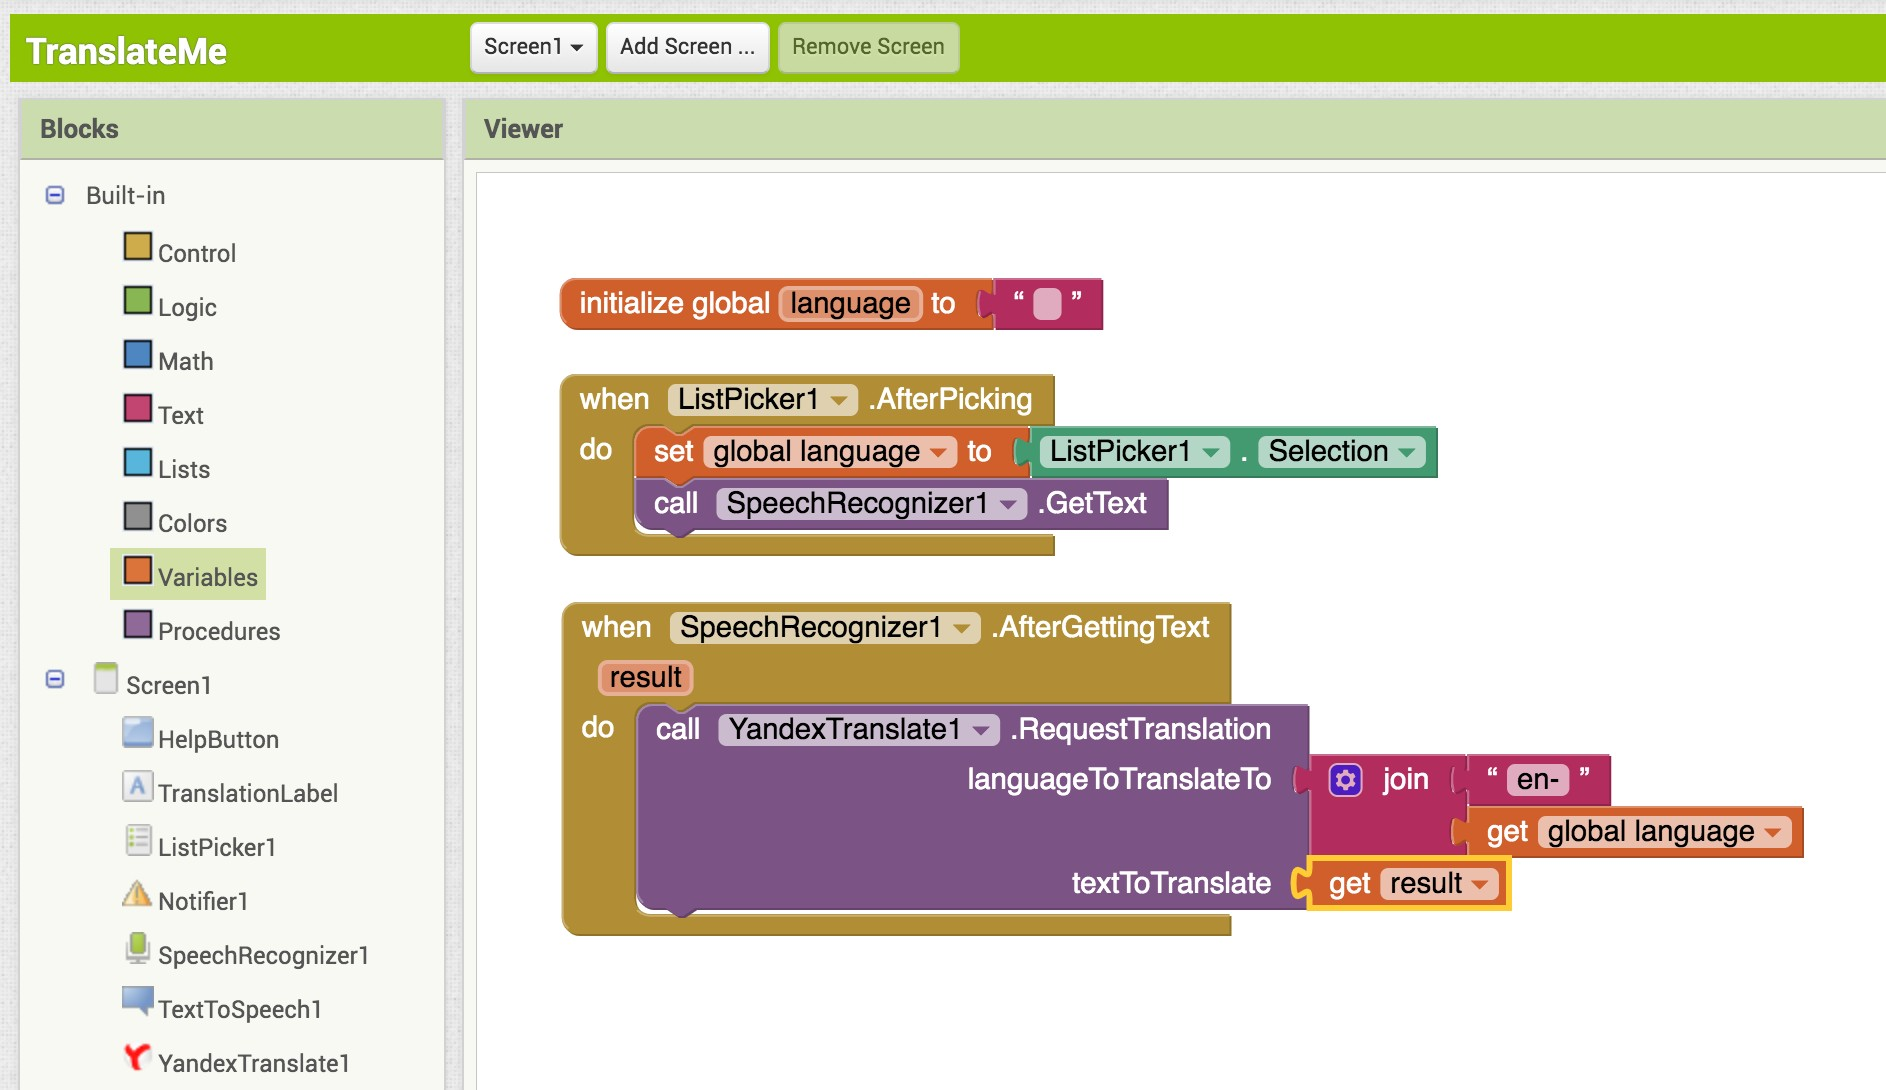 TranslateMe
Screen1
Add Screen ...
Remove Screen
Blocks
Built-in
Control
Logic
Math
Text
Lists
Colors
Variables
Procedures
Screen1
HelpButton
TranslationLabel
ListPicker1
Notifier1
SpeechRecognizer1
TextToSpeech1
YandexTranslate1
Viewer
initialize global language to “ ”
when ListPicker1 .AfterPicking
do set global language to ListPicker1 . Selection
call SpeechRecognizer1 .GetText
when SpeechRecognizer1 .AfterGettingText
result
do call YandexTranslate1 .RequestTranslation
languageToTranslateTo join “ en- ”
get global language
textToTranslate get result